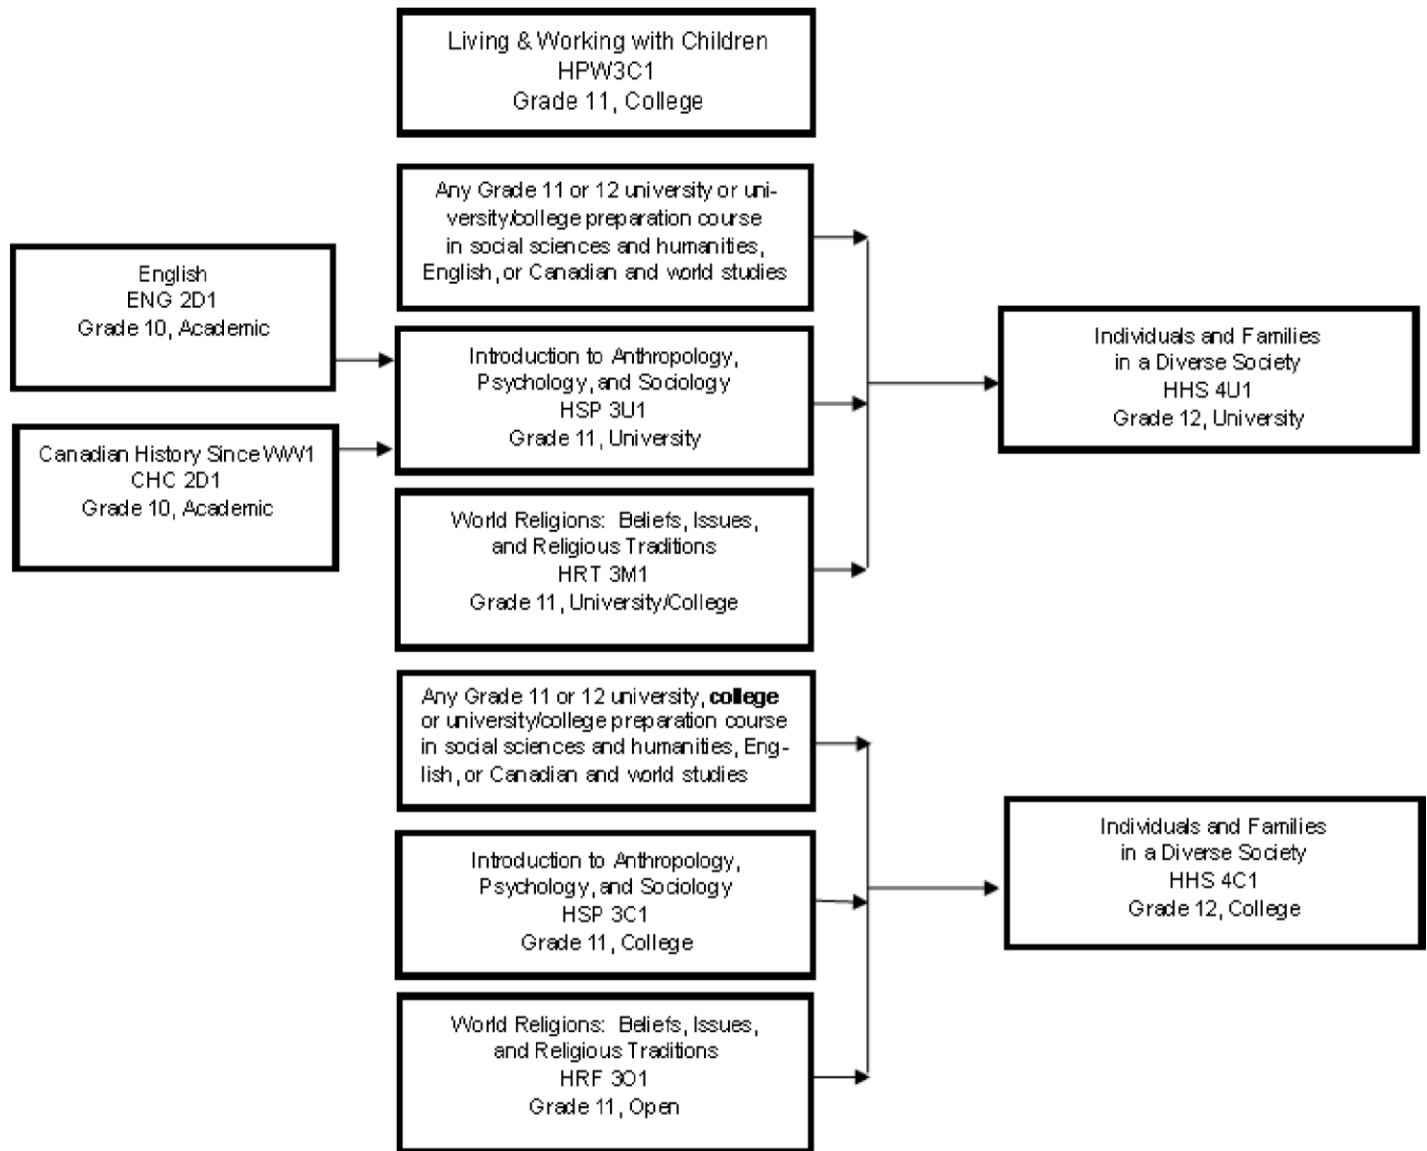 Living & Working with Children
HPW3C1
Grade 11, College
Any Grade 11 or 12 university or uni-
versity/college preparation course
in social sciences and humanities,
English, or Canadian and world studies
English
ENG 2D1
Grade 10, Academic
Introduction to Anthropology,
Psychology, and Sociology
HSP 3U1
Grade 11, University
Individuals and Families
in a Diverse Society
HHS 4U1
Grade 12, University
Canadian History Since WW1
CHC 2D1
Grade 10, Academic
World Religions: Beliefs, Issues,
and Religious Traditions
HRT 3M1
Grade 11, University/College
Any Grade 11 or 12 university, college
or university/college preparation course
in social sciences and humanities, Eng-
lish, or Canadian and world studies
Introduction to Anthropology,
Psychology, and Sociology
HSP 3C1
Grade 11, College
Individuals and Families
in a Diverse Society
HHS 4C1
Grade 12, College
World Religions: Beliefs, Issues,
and Religious Traditions
HRF 3O1
Grade 11, Open